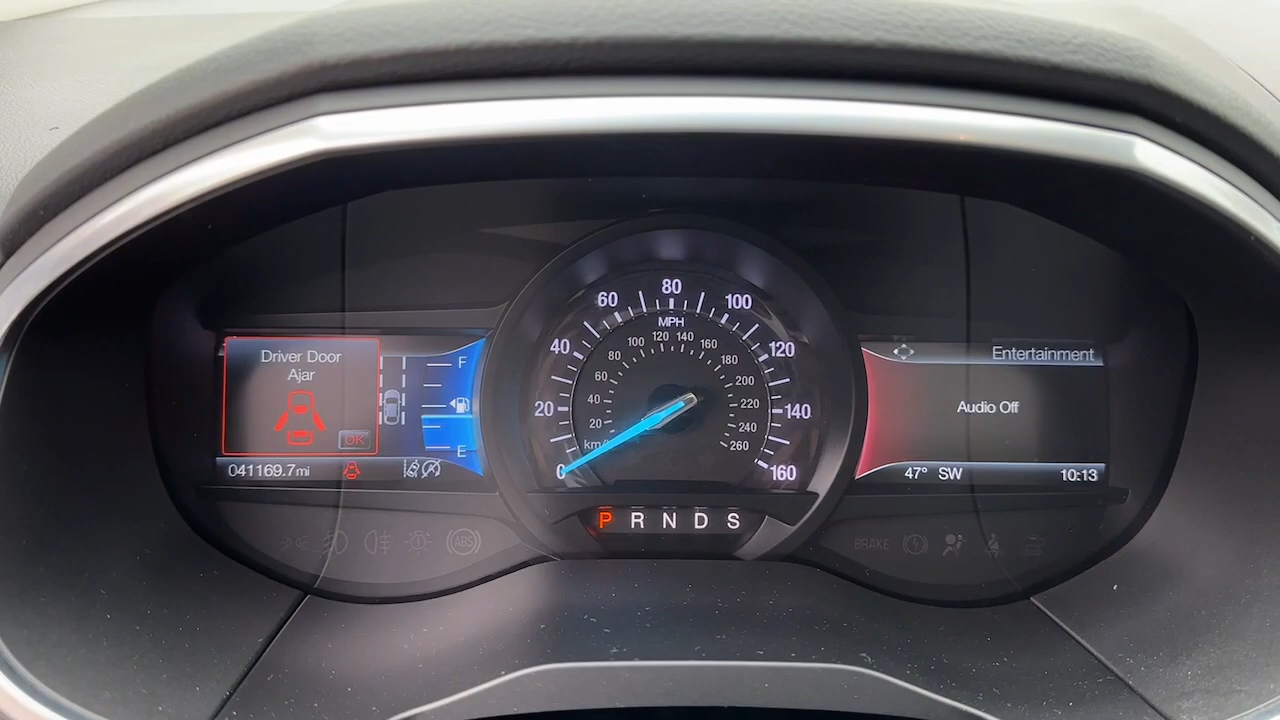 Driver Door
Ajar
OK
041169.7mi
F
E
0
20
40
60
80
100
120
140
160
MPH
km/
20
40
60
80
100
120
140
160
180
200
220
240
260
P R N D S
Entertainment
Audio Off
47° SW
10:13
ABS
BRAKE